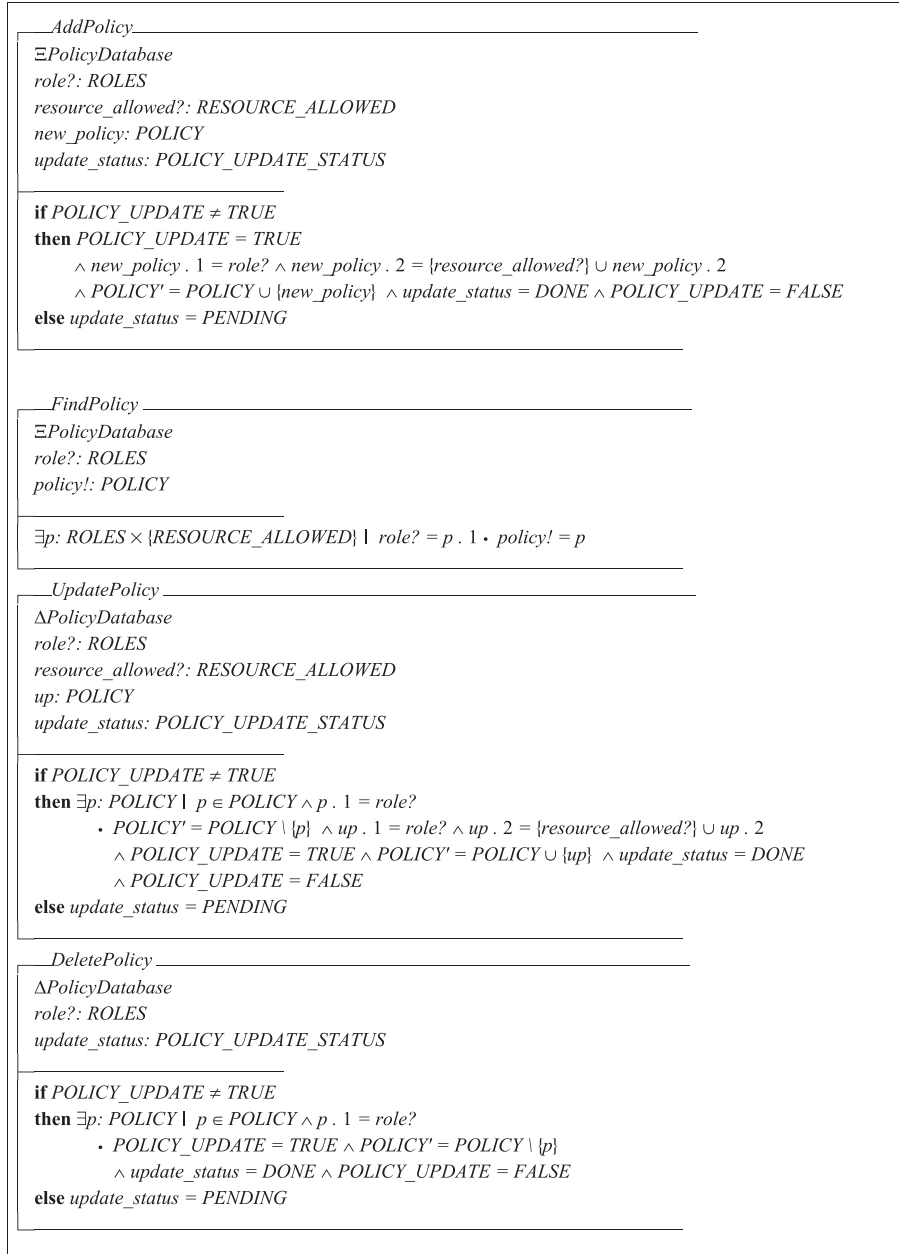 AddPolicy
ΞPolicyDatabase
role?: ROLES
resource_allowed?: RESOURCE_ALLOWED
new_policy: POLICY
update_status: POLICY_UPDATE_STATUS
if POLICY_UPDATE ≠ TRUE
then POLICY_UPDATE = TRUE
∧ new_policy . 1 = role? ∧ new_policy . 2 = {resource_allowed?} ∪ new_policy . 2
∧ POLICY' = POLICY ∪ {new_policy} ∧ update_status = DONE ∧ POLICY_UPDATE = FALSE
else update_status = PENDING
FindPolicy
ΞPolicyDatabase
role?: ROLES
policy!: POLICY
∃p: ROLES × {RESOURCE_ALLOWED} | role? = p . 1 • policy! = p
UpdatePolicy
ΔPolicyDatabase
role?: ROLES
resource_allowed?: RESOURCE_ALLOWED
up: POLICY
update_status: POLICY_UPDATE_STATUS
if POLICY_UPDATE ≠ TRUE
then ∃p: POLICY | p ∈ POLICY ∧ p . 1 = role?
• POLICY' = POLICY \ {p} ∧ up . 1 = role? ∧ up . 2 = {resource_allowed?} ∪ up . 2
∧ POLICY_UPDATE = TRUE ∧ POLICY' = POLICY ∪ {up} ∧ update_status = DONE
∧ POLICY_UPDATE = FALSE
else update_status = PENDING
DeletePolicy
ΔPolicyDatabase
role?: ROLES
update_status: POLICY_UPDATE_STATUS
if POLICY_UPDATE ≠ TRUE
then ∃p: POLICY | p ∈ POLICY ∧ p . 1 = role?
• POLICY_UPDATE = TRUE ∧ POLICY' = POLICY \ {p}
∧ update_status = DONE ∧ POLICY_UPDATE = FALSE
else update_status = PENDING